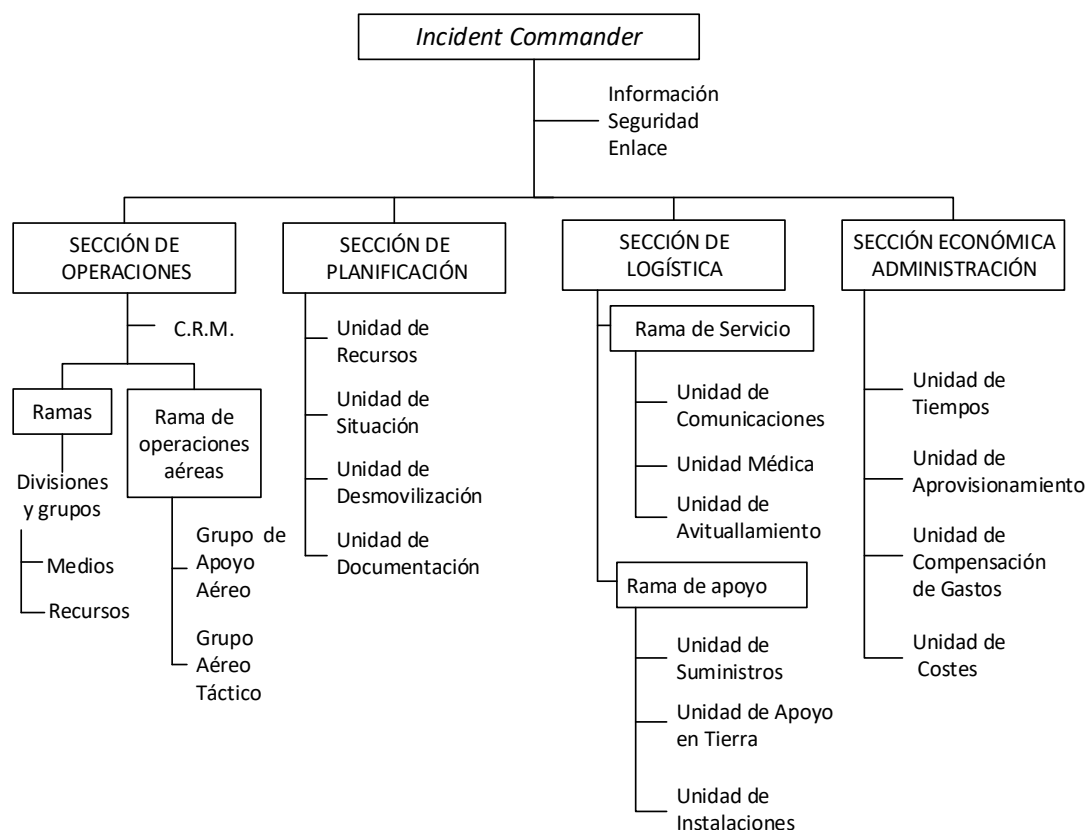 Incident Commander
Información
Seguridad
Enlace
SECCIÓN DE
OPERACIONES
C.R.M.
Ramas
Divisiones
y grupos
Medios
Recursos
Rama de
operaciones
aéreas
Grupo de
Apoyo
Aéreo
Grupo
Aéreo
Táctico
SECCIÓN DE
PLANIFICACIÓN
Unidad de
Recursos
Unidad de
Situación
Unidad de
Desmovilización
Unidad de
Documentación
SECCIÓN DE
LOGÍSTICA
Rama de Servicio
Unidad de
Comunicaciones
Unidad Médica
Unidad de
Avituallamiento
Rama de apoyo
Unidad de
Suministros
Unidad de Apoyo
en Tierra
Unidad de
Instalaciones
SECCIÓN ECONÓMICA
ADMINISTRACIÓN
Unidad de
Tiempos
Unidad de
Aprovisionamiento
Unidad de
Compensación
de Gastos
Unidad de
Costes